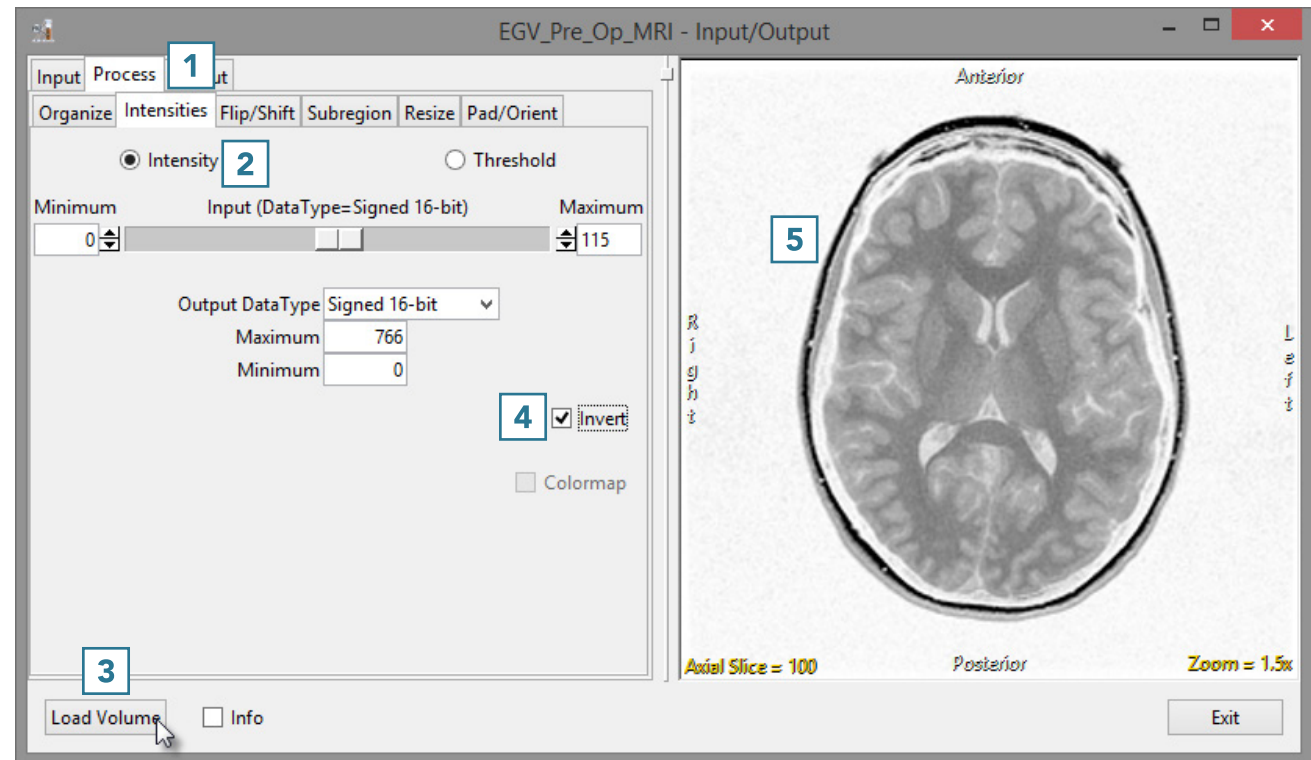 EGV_Pre_Op_MRI - Input/Output
Input Process 1 ut
Organize Intensities Flip/Shift Subregion Resize Pad/Orient
Intensity 2 Threshold
Minimum Input (DataType=Signed 16-bit) Maximum
0 115
Output DataType Signed 16-bit
Maximum 766
Minimum 0
4 Invert
Colormap
3
Load Volume Info
Anterior
5
Right
Left
Axial Slice = 100 Posterior Zoom = 1.5x
Exit